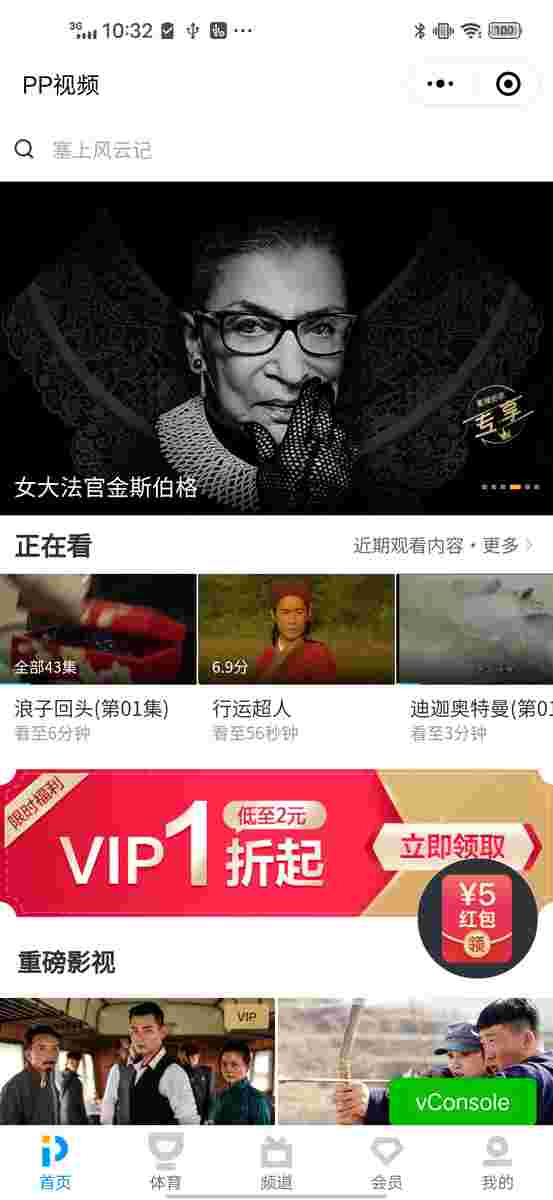 3G 10:32 ··· 100
PP视频
塞上风云记
专享
女大法官金斯伯格
正在看
近期观看内容·更多
全部43集
6.9分
浪子回头(第01集)
行运超人
迪迦奥特曼(第01
看至6分钟
看至56秒钟
看至3分钟
限时福利
VIP1折起
低至2元
立即领取
¥5
红包
领
重磅影视
VIP
vConsole
首页
体育
频道
会员
我的